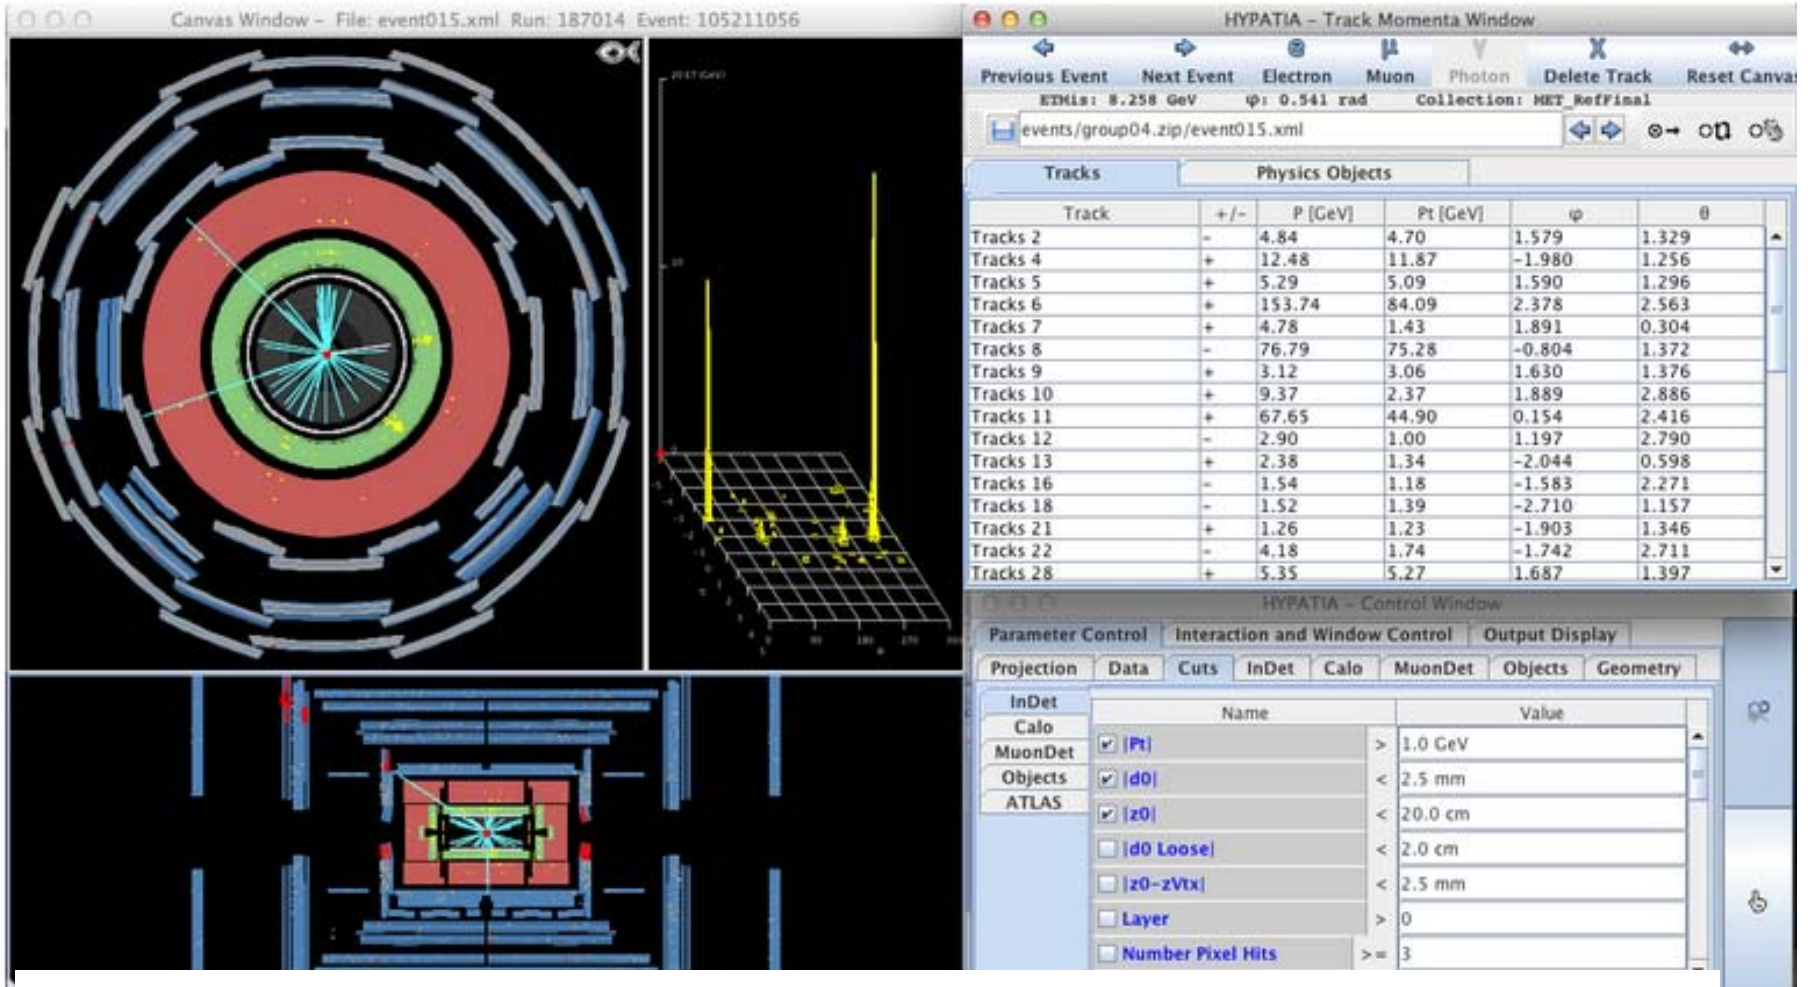 Canvas Window - File: event015.xml Run: 187014 Event: 105211056
20 ET (GeV)
10
0 90 180 270
HYPATIA - Track Momenta Window
Previous Event Next Event Electron Muon Photon Delete Track Reset Canvas
ETMis: 8.258 GeV φ: 0.541 rad Collection: MET_RefFinal
events/group04.zip/event015.xml
Tracks Physics Objects
Track +/- P [GeV] Pt [GeV] φ θ
Tracks 2 - 4.84 4.70 1.579 1.329
Tracks 4 + 12.48 11.87 -1.980 1.256
Tracks 5 + 5.29 5.09 1.590 1.296
Tracks 6 + 153.74 84.09 2.378 2.563
Tracks 7 + 4.78 1.43 1.891 0.304
Tracks 8 - 76.79 75.28 -0.804 1.372
Tracks 9 + 3.12 3.06 1.630 1.376
Tracks 10 + 9.37 2.37 1.889 2.886
Tracks 11 + 67.65 44.90 0.154 2.416
Tracks 12 - 2.90 1.00 1.197 2.790
Tracks 13 + 2.38 1.34 -2.044 0.598
Tracks 16 - 1.54 1.18 -1.583 2.271
Tracks 18 - 1.52 1.39 -2.710 1.157
Tracks 21 + 1.26 1.23 -1.903 1.346
Tracks 22 - 4.18 1.74 -1.742 2.711
Tracks 28 + 5.35 5.27 1.687 1.397
HYPATIA - Control Window
Parameter Control Interaction and Window Control Output Display
Projection Data Cuts InDet Calo MuonDet Objects Geometry
InDet
Calo
MuonDet
Objects
ATLAS
Name Value
|Pt| > 1.0 GeV
|d0| < 2.5 mm
|z0| < 20.0 cm
|d0 Loose| < 2.0 cm
|z0-zVtx| < 2.5 mm
Layer > 0
Number Pixel Hits >= 3